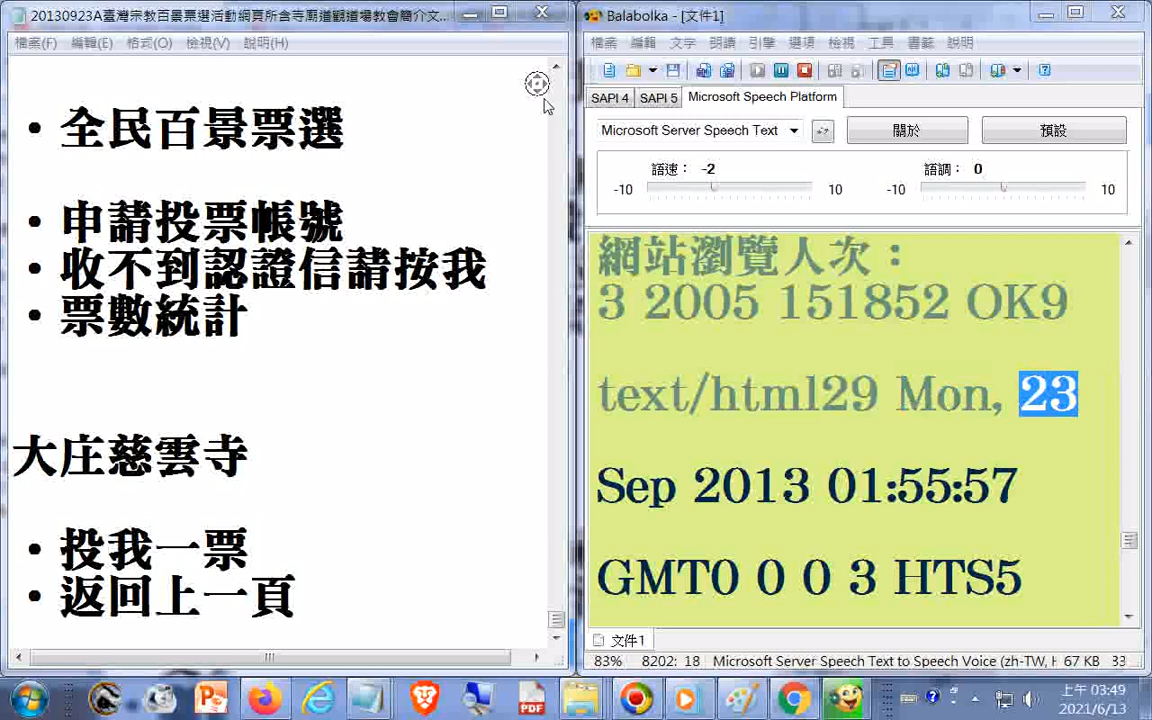 20130923A臺灣宗教百景票選活動網頁所含寺廟道觀道場教會簡介文...
檔案(F) 編輯(E) 格式(O) 檢視(V) 說明(H)
• 全民百景票選
• 申請投票帳號
• 收不到認證信請按我
• 票數統計
大庄慈雲寺
• 投我一票
• 返回上一頁
Balabolka - [文件1]
檔案 編輯 文字 朗讀 引擎 選項 檢視 工具 書籤 說明
SAPI 4 SAPI 5 Microsoft Speech Platform
Microsoft Server Speech Text 關於 預設
語速： -2 語調： 0
-10 10 -10 10
網站瀏覽人次：
3 2005 151852 OK9
text/html29 Mon, 23
Sep 2013 01:55:57
GMT0 0 0 3 HTS5
文件1
83% 8202: 18 Microsoft Server Speech Text to Speech Voice (zh-TW, H 67 KB 33
PDF
上午 03:49
2021/6/13